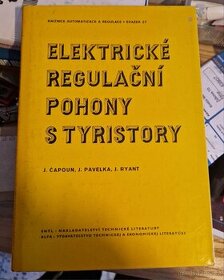 KNIŽNICE AUTOMATIZACE A REGULACE • SVAZEK 27
ELEKTRICKÉ
REGULAČNÍ
POHONY
S TYRISTORY
J. ČAPOUN, J. PAVELKA, J. RYANT
SNTL – NAKLADATELSTVÍ TECHNICKÉ LITERATURY
ALFA – VYDAVATEĽSTVO TECHNICKEJ A EKONOMICKEJ LITERATÚRY